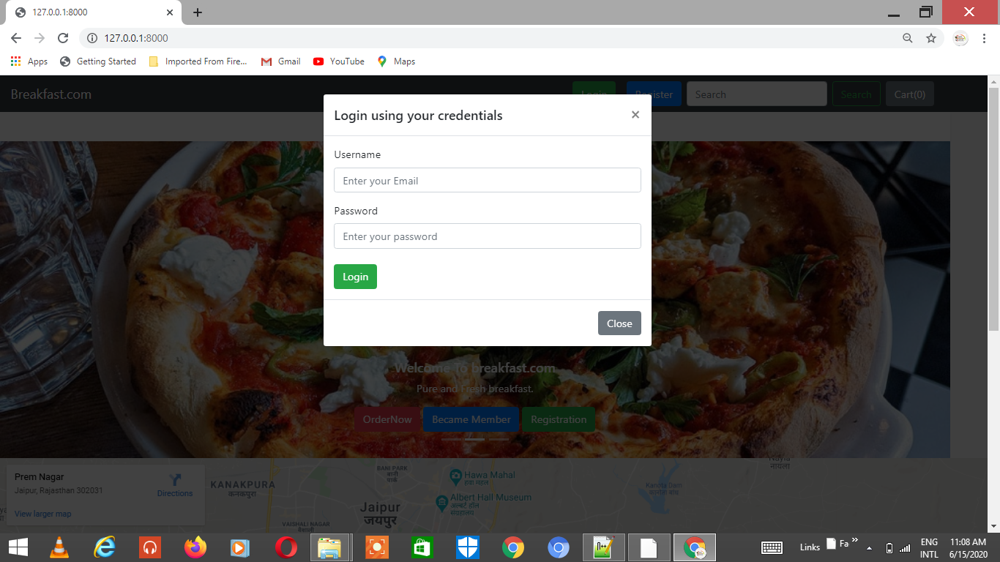 127.0.0.1:8000
127.0.0.1:8000
Apps Getting Started Imported From Fire... Gmail YouTube Maps
Breakfast.com Login Register Search Search Cart(0)
Login using your credentials ×
Username
Enter your Email
Password
Enter your password
Login
Close
Welcome To breakfast.com
Pure and Fresh breakfast.
OrderNow Became Member Registration
Prem Nagar
Jaipur, Rajasthan 302031
Directions
View larger map
KANAKPURA
कनकपुरा
BANI PARK
बानी
पार्क
Hawa Mahal
हवा महल
Albert Hall Museum
अल्बर्ट हॉल
संग्रहालय
Jaipur
जयपुर
VAISHALI NAGAR
वैशाली
Kanota Dam
Nayla
नायला
Links Fa » ENG 11:08 AM
INTL 6/15/2020